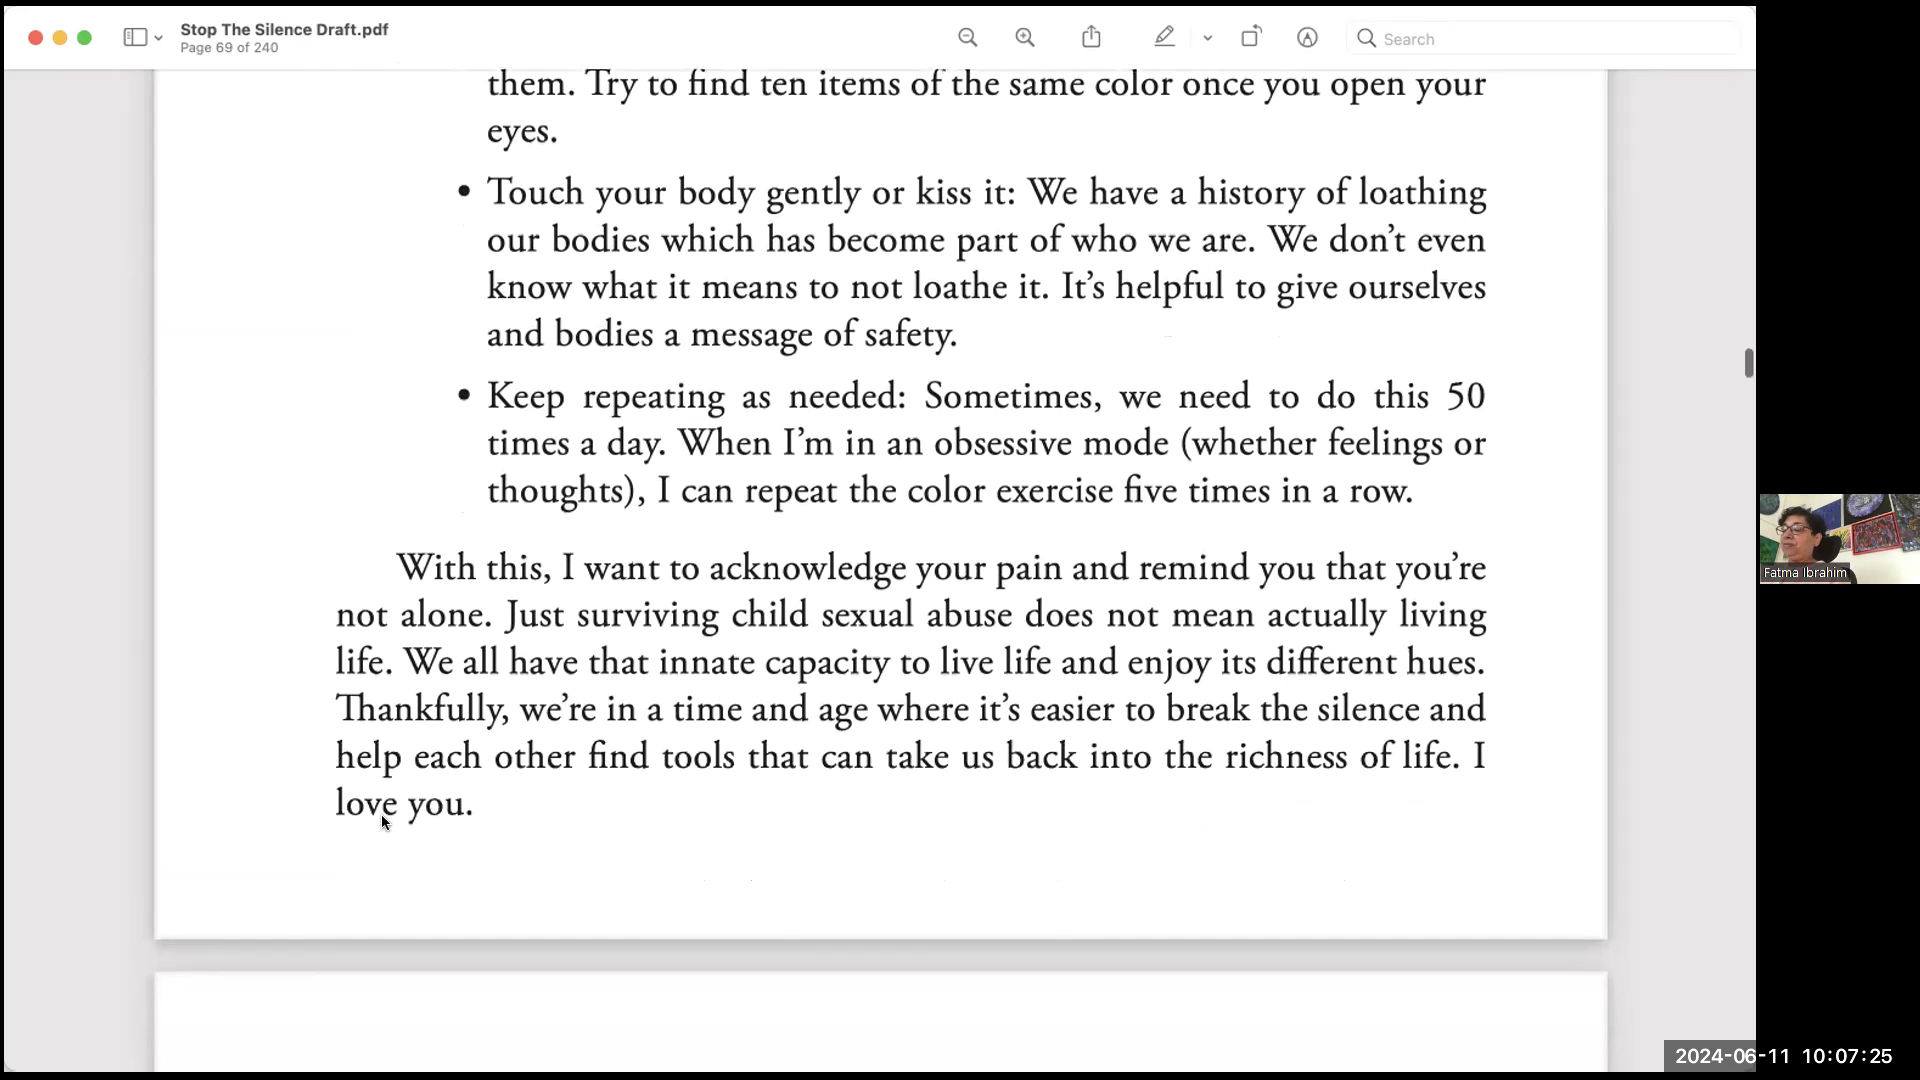 Stop The Silence Draft.pdf
Page 69 of 240
Search
them. Try to find ten items of the same color once you open your
eyes.
• Touch your body gently or kiss it: We have a history of loathing
our bodies which has become part of who we are. We don’t even
know what it means to not loathe it. It’s helpful to give ourselves
and bodies a message of safety.
• Keep repeating as needed: Sometimes, we need to do this 50
times a day. When I’m in an obsessive mode (whether feelings or
thoughts), I can repeat the color exercise five times in a row.
With this, I want to acknowledge your pain and remind you that you’re
not alone. Just surviving child sexual abuse does not mean actually living
life. We all have that innate capacity to live life and enjoy its different hues.
Thankfully, we’re in a time and age where it’s easier to break the silence and
help each other find tools that can take us back into the richness of life. I
love you.
Fatma Ibrahim
2024-06-11 10:07:25